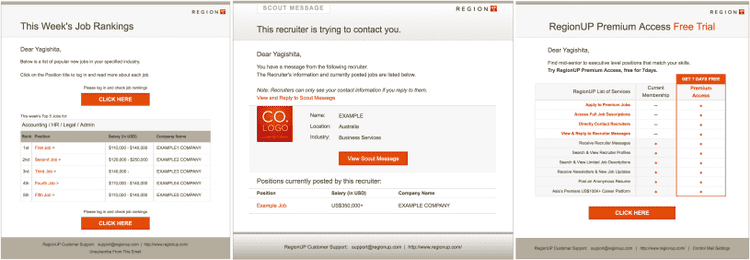 REGION UP
This Week's Job Rankings
Dear Yagishita,
Below is a list of popular new jobs in your specified industry.
Click on the Position title to log in and read more about each job.
Please log in and check job rankings
CLICK HERE
This week's Top 5 Jobs for
Accounting / HR / Legal / Admin
Rank Position Salary (in USD) Company Name
1st First Job > $110,000 - $146,000 EXAMPLE1 COMPANY
2nd Second Job > $120,000 - $250,000 EXAMPLE2 COMPANY
3rd Third Job > $146,000 - EXAMPLE3 COMPANY
4th Fourth Job > $110,000 - $146,000 EXAMPLE4 COMPANY
5th Fifth Job > $110,000 - $146,000 EXAMPLE5 COMPANY
Please log in and check job rankings
CLICK HERE
RegionUP Customer Support: support@regionup.com | http://www.regionup.com/
Unsubscribe From This Email
SCOUT MESSAGE
REGION UP
This recruiter is trying to contact you.
Dear Yagishita,
You have a message from the following recruiter.
The Recruiter's information and currently posted jobs are listed below.
Note. Recruiters can only see your contact information if you reply to them.
View and Reply to Scout Message
CO.
LOGO
Name: EXAMPLE
Location: Australia
Industry: Business Services
View Scout Message
Positions currently posted by this recruiter:
Position Salary (in USD) Company Name
Example Job US$350,000+ EXAMPLE COMPANY
RegionUP Customer Support: support@regionup.com | http://www.regionup.com/
REGION UP
RegionUP Premium Access Free Trial
Dear Yagishita,
Find mid-senior to executive level positions that match your skills.
Try RegionUP Premium Access, free for 7days.
GET 7 DAYS FREE
RegionUP List of Services Current Membership Premium Access
Apply to Premium Jobs
Access Full Job Descriptions
Directly Contact Recruiters
View & Reply to Recruiter Messages
Receive Recruiter Messages
Search & View Recruiter Profiles
Search & View Limited Job Descriptions
Receive Newsletters & New Job Updates
Post an Anonymous Resume
Asia's Premiere US$100K+ Career Platform
CLICK HERE
RegionUP Customer Support: support@regionup.com | http://www.regionup.com/ | Control Mail Settings